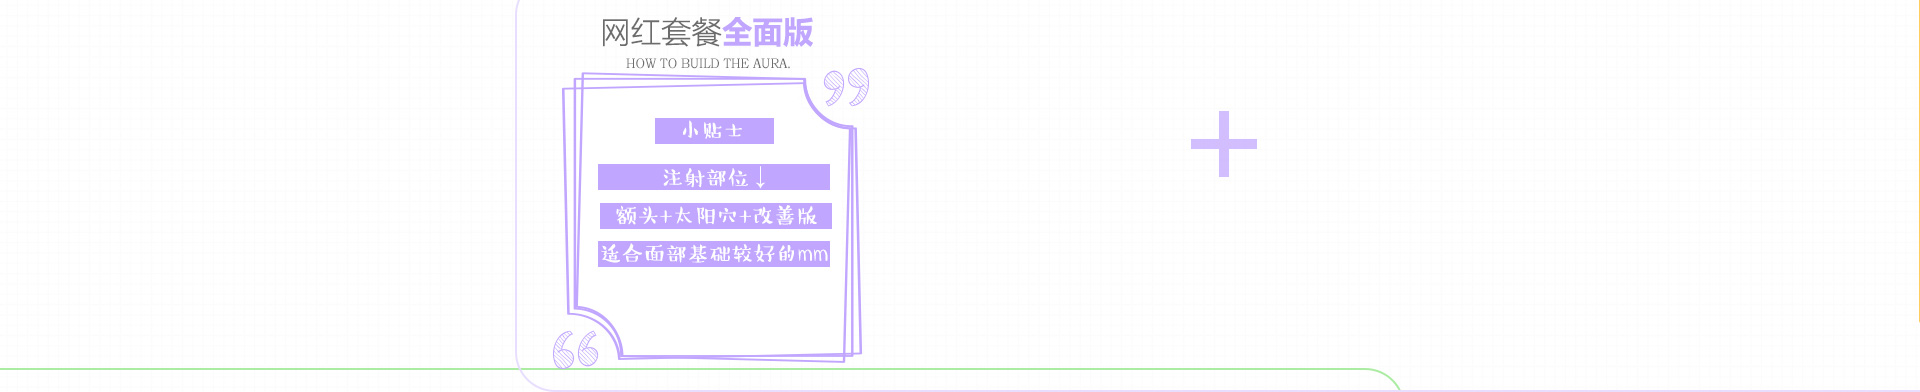 网红套餐全面版
HOW TO BUILD THE AURA.
小贴士
注射部位↓
额头+太阳穴+改善版
适合面部基础较好的mm